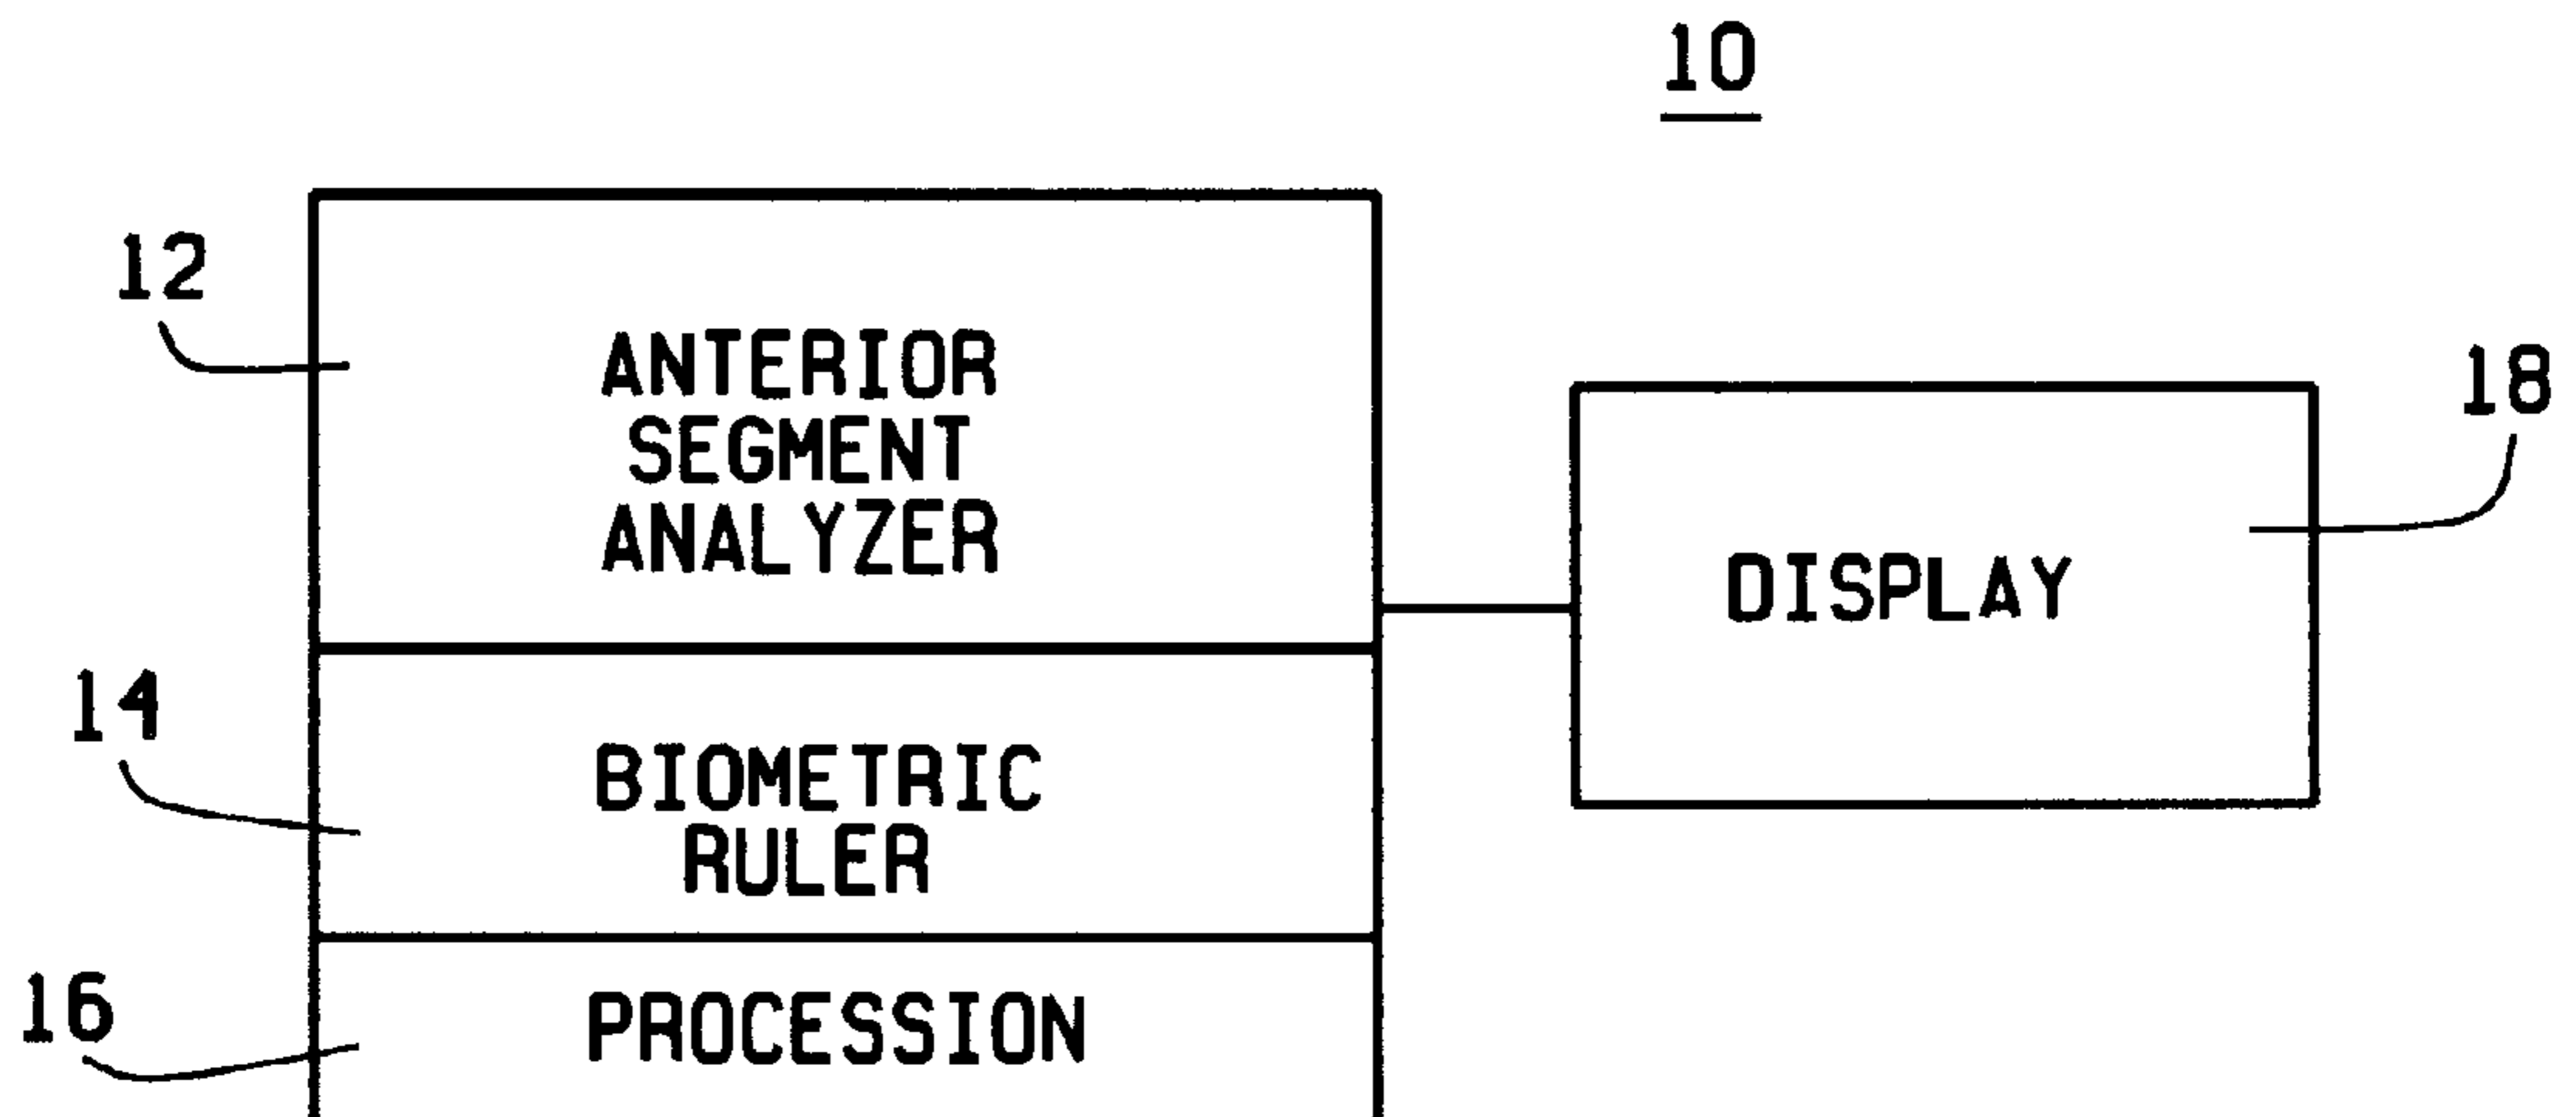 10
12
ANTERIOR
SEGMENT
ANALYZER
18
DISPLAY
14
BIOMETRIC
RULER
16
PROCESSION